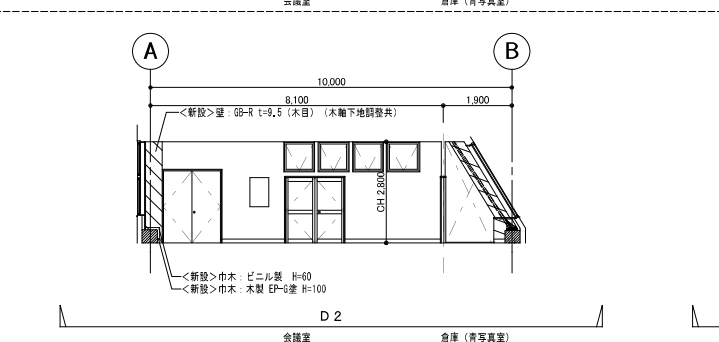 会議室 倉庫（青写真室）
A B
10,000
8,100 1,900
＜新設＞壁：GB-R t=9.5（木目）（木軸下地調整共）
CH 2,800
＜新設＞巾木：ビニル製 H=60
＜新設＞巾木：木製 EP-G塗 H=100
D 2
会議室 倉庫（青写真室）